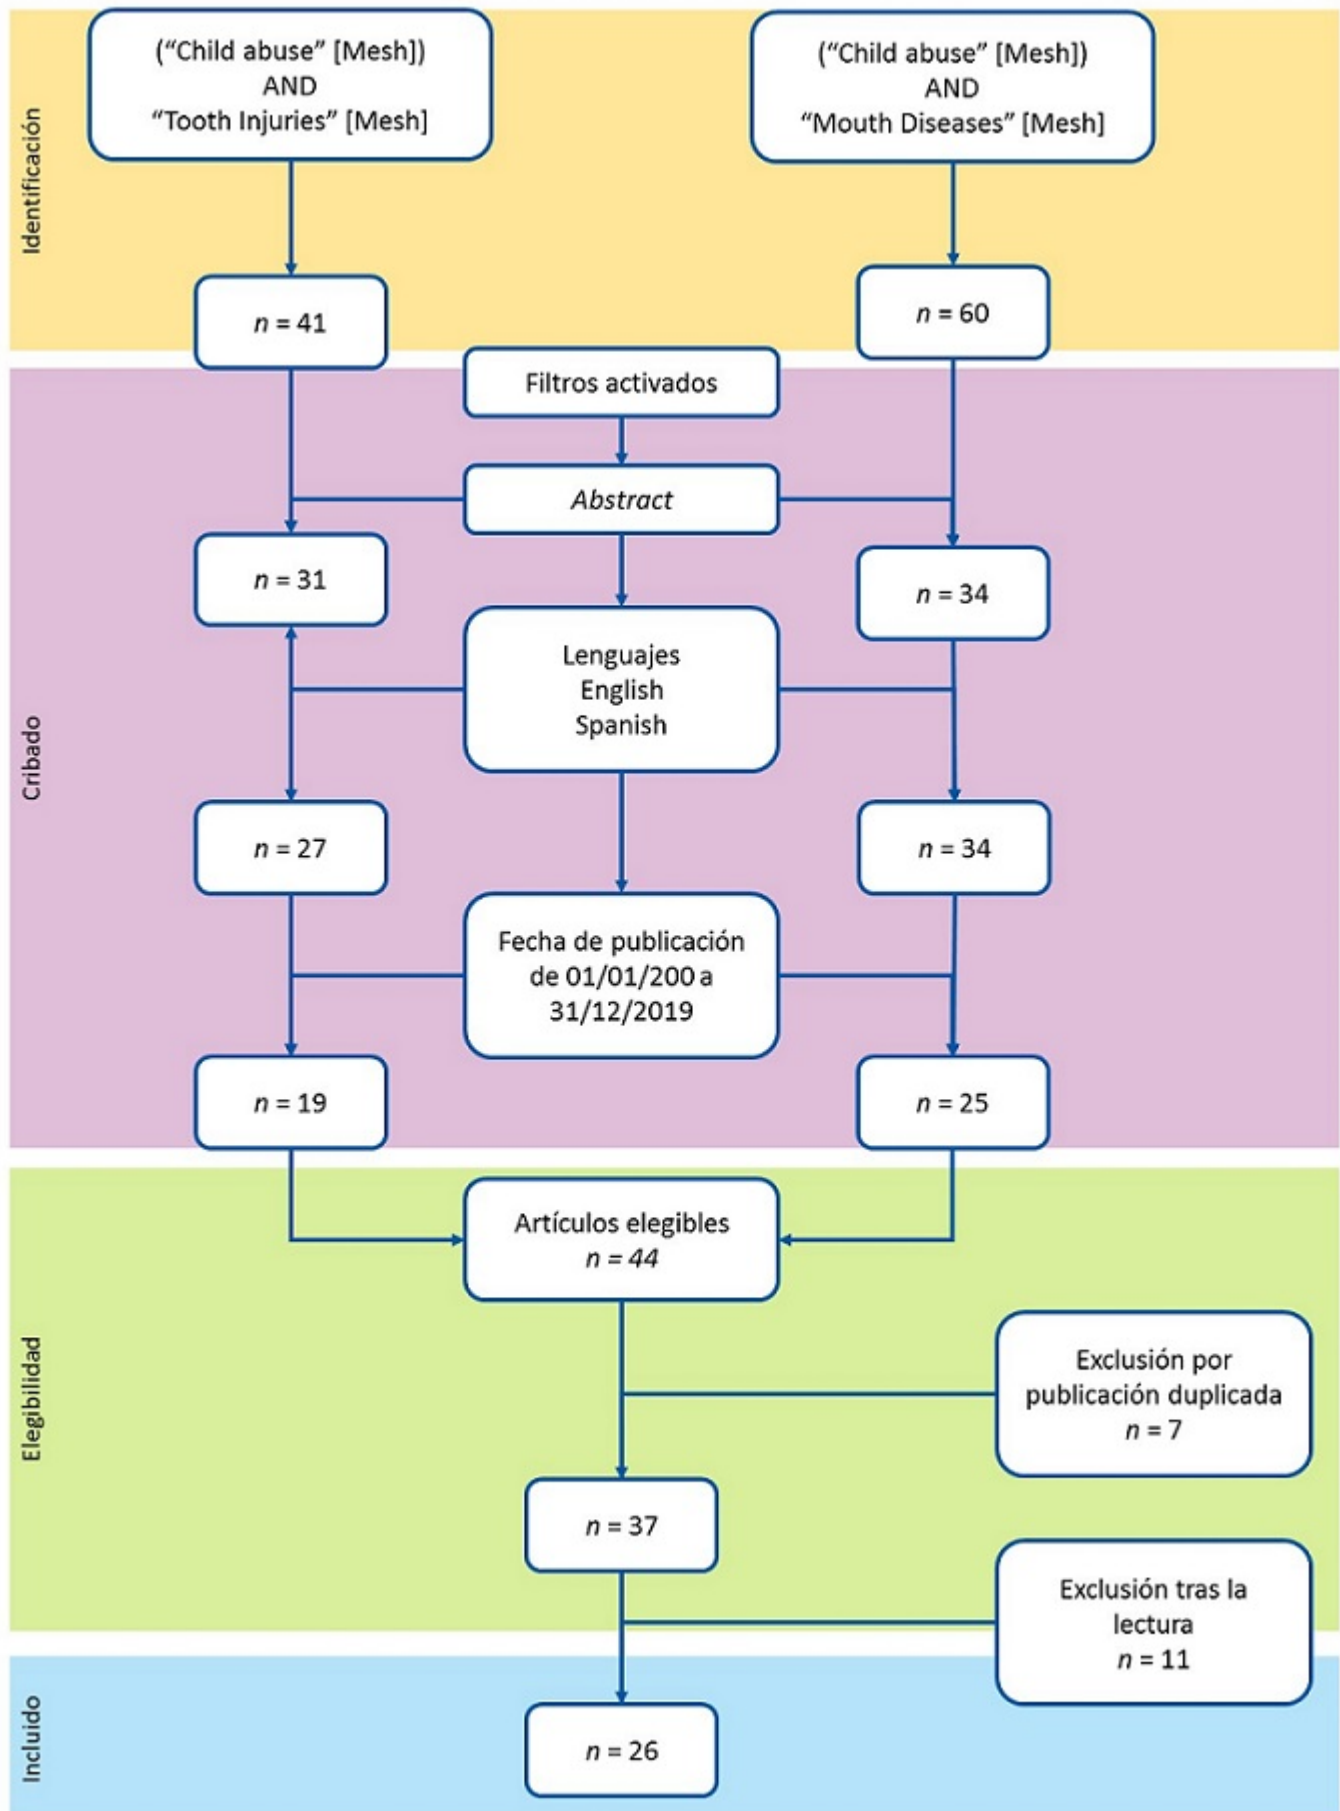 Identificación
("Child abuse" [Mesh])
AND
"Tooth Injuries" [Mesh]
("Child abuse" [Mesh])
AND
"Mouth Diseases" [Mesh]
n = 41
n = 60
Cribado
Filtros activados
Abstract
n = 31
n = 34
Lenguajes
English
Spanish
n = 27
n = 34
Fecha de publicación
de 01/01/200 a
31/12/2019
n = 19
n = 25
Elegibilidad
Artículos elegibles
n = 44
Exclusión por
publicación duplicada
n = 7
n = 37
Exclusión tras la
lectura
n = 11
Incluido
n = 26